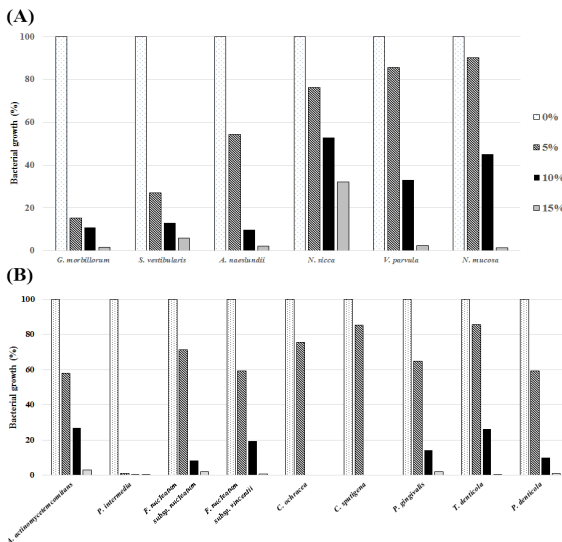 (A)
Bacterial growth (%)
100
80
60
40
20
0
G. morbillorum
S. vestibularis
A. naeslundii
N. sicca
V. parvula
N. mucosa
0%
5%
10%
15%
(B)
Bacterial growth (%)
100
80
60
40
20
0
A. actinomycetemcomitans
P. intermedia
F. nucleatum
subsp. nucleatum
F. nucleatum
subsp. vincentii
C. ochracea
C. sputigena
P. gingivalis
T. denticola
P. denticola